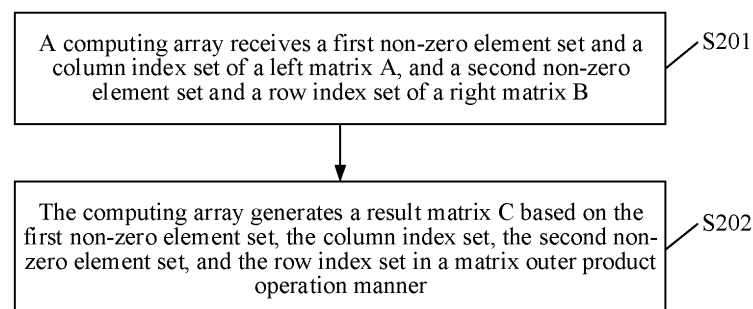 A computing array receives a first non-zero element set and a
column index set of a left matrix A, and a second non-zero
element set and a row index set of a right matrix B
S201
The computing array generates a result matrix C based on the
first non-zero element set, the column index set, the second non-
zero element set, and the row index set in a matrix outer product
operation manner
S202